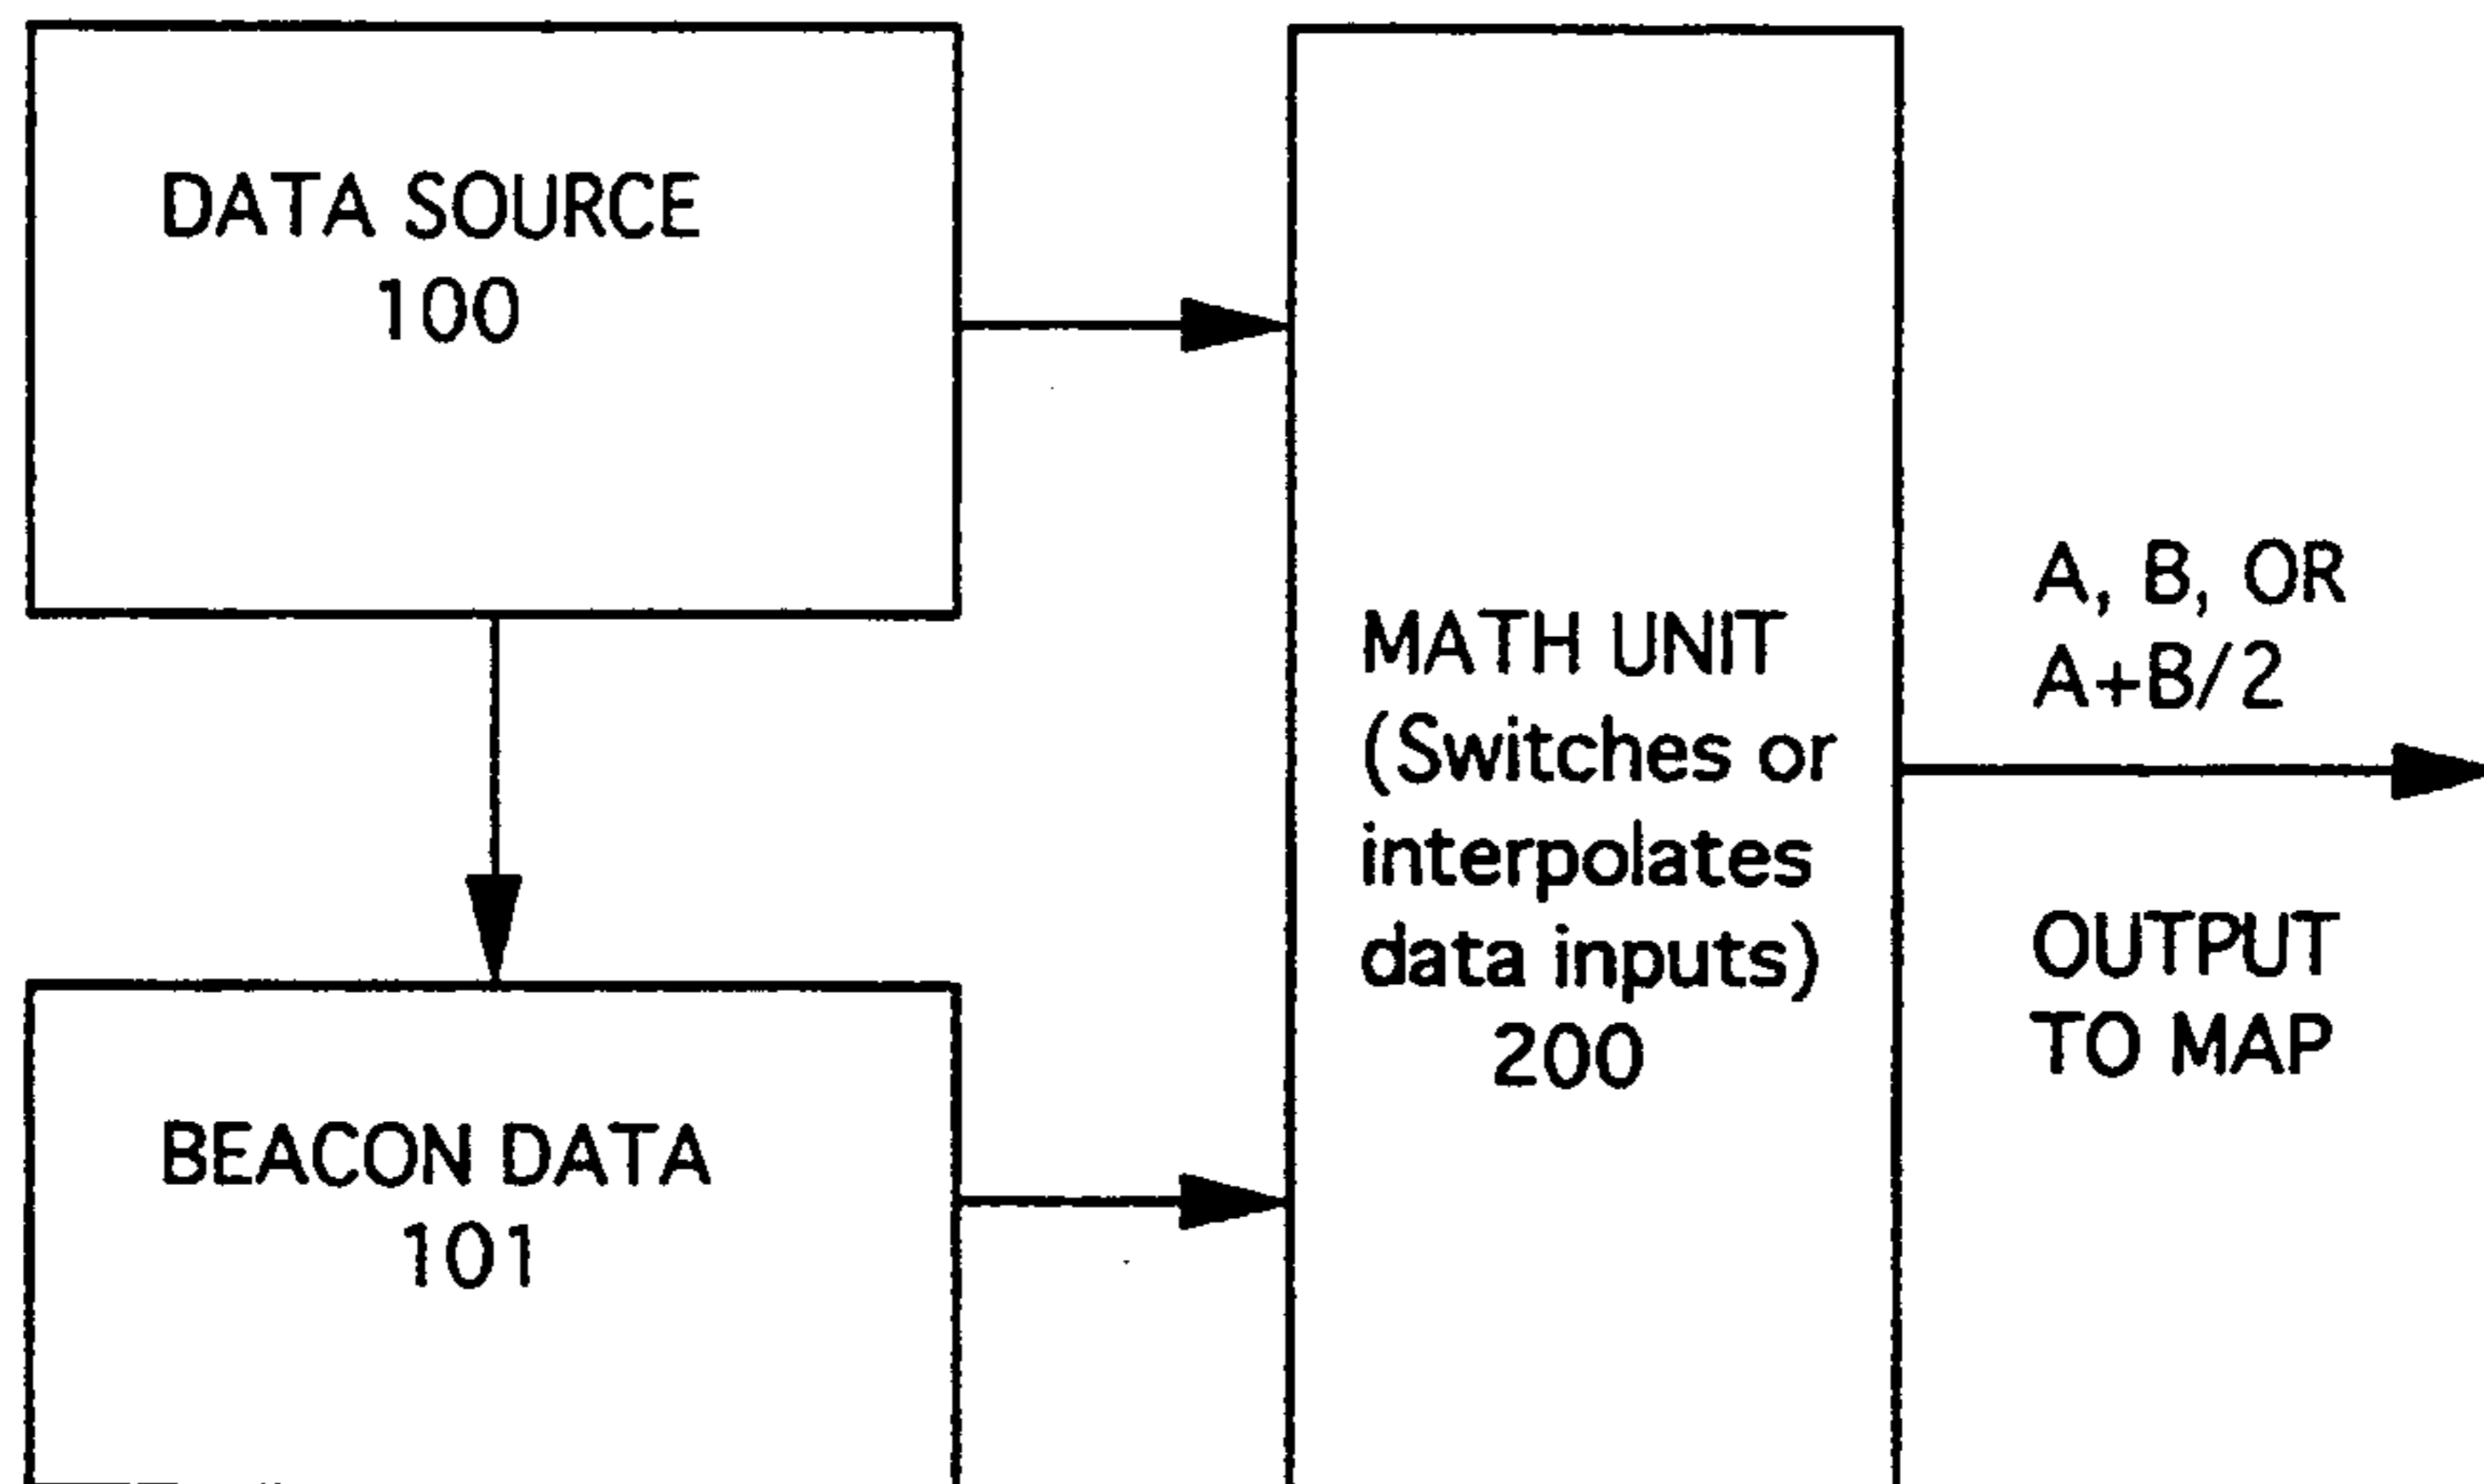 DATA SOURCE
100
BEACON DATA
101
MATH UNIT
(Switches or
interpolates
data inputs)
200
A, B, OR
A+B/2
OUTPUT
TO MAP